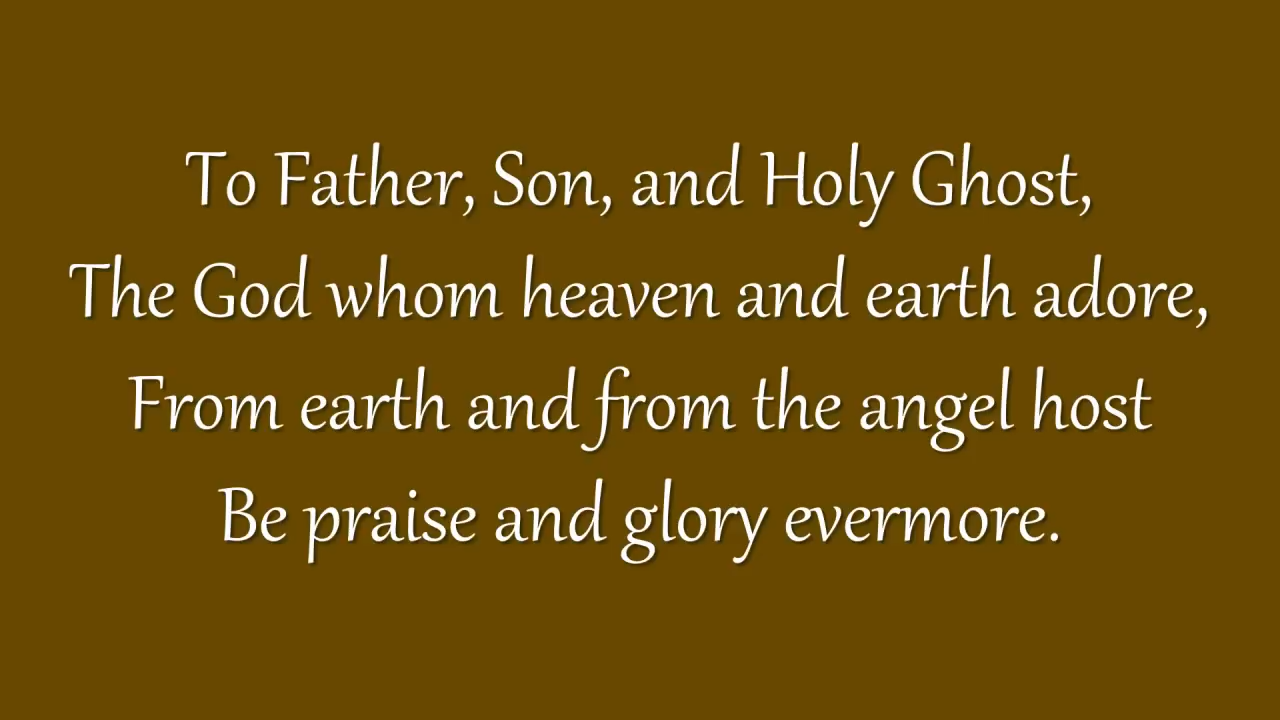 To Father, Son, and Holy Ghost,
The God whom heaven and earth adore,
From earth and from the angel host
Be praise and glory evermore.